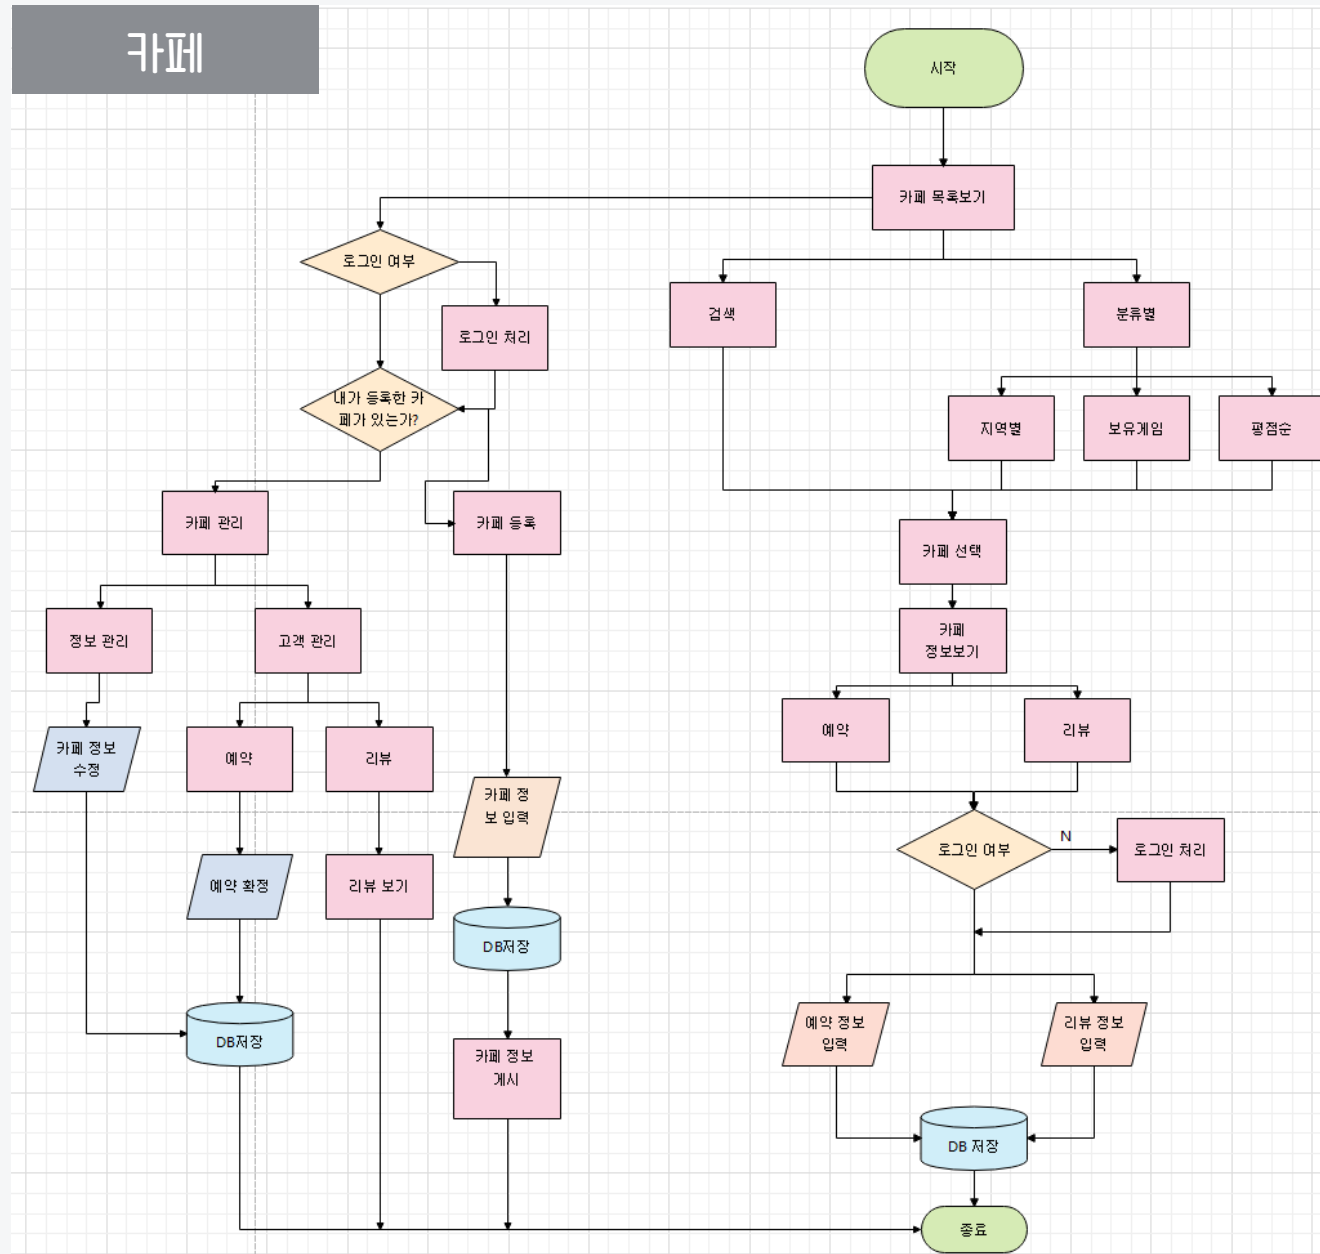 카페
시작
카페 목록보기
로그인 여부
로그인 처리
검색
분류별
내가 등록한 카
페가 있는가?
지역별
보유게임
평점순
카페 관리
카페 등록
카페 선택
정보 관리
고객 관리
카페
정보보기
카페 정보
수정
예약
리뷰
카페 정
보 입력
예약
리뷰
로그인 여부
N
로그인 처리
예약 확정
리뷰 보기
DB저장
DB저장
카페 정보
게시
예약 정보
입력
리뷰 정보
입력
DB 저장
종료